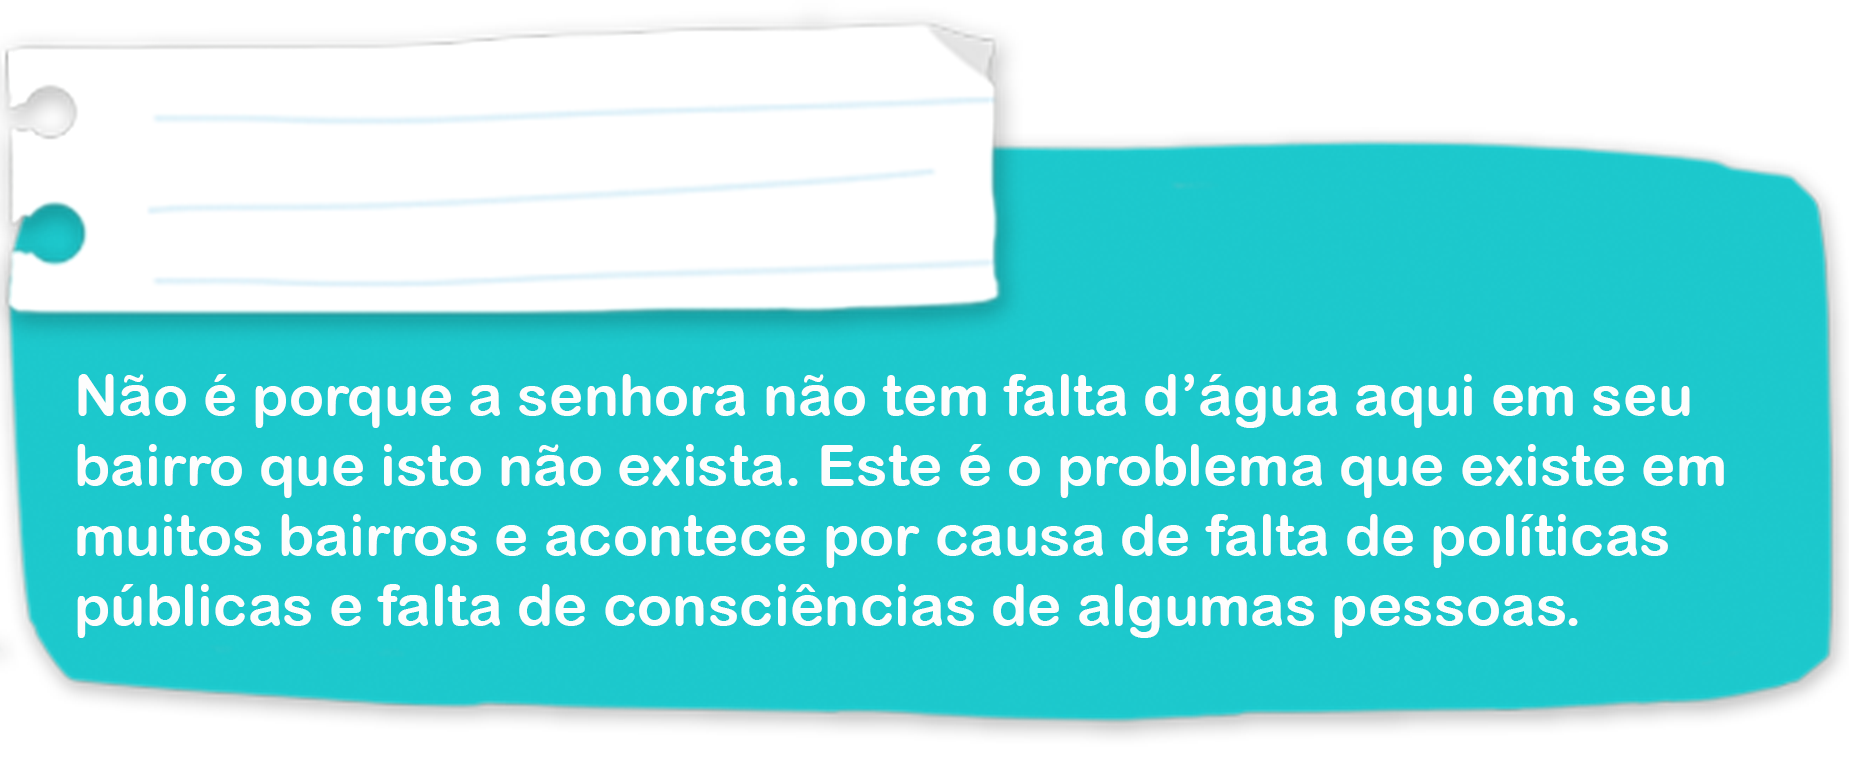 Não é porque a senhora não tem falta d’água aqui em seu
bairro que isto não exista. Este é o problema que existe em
muitos bairros e acontece por causa de falta de políticas
públicas e falta de consciências de algumas pessoas.